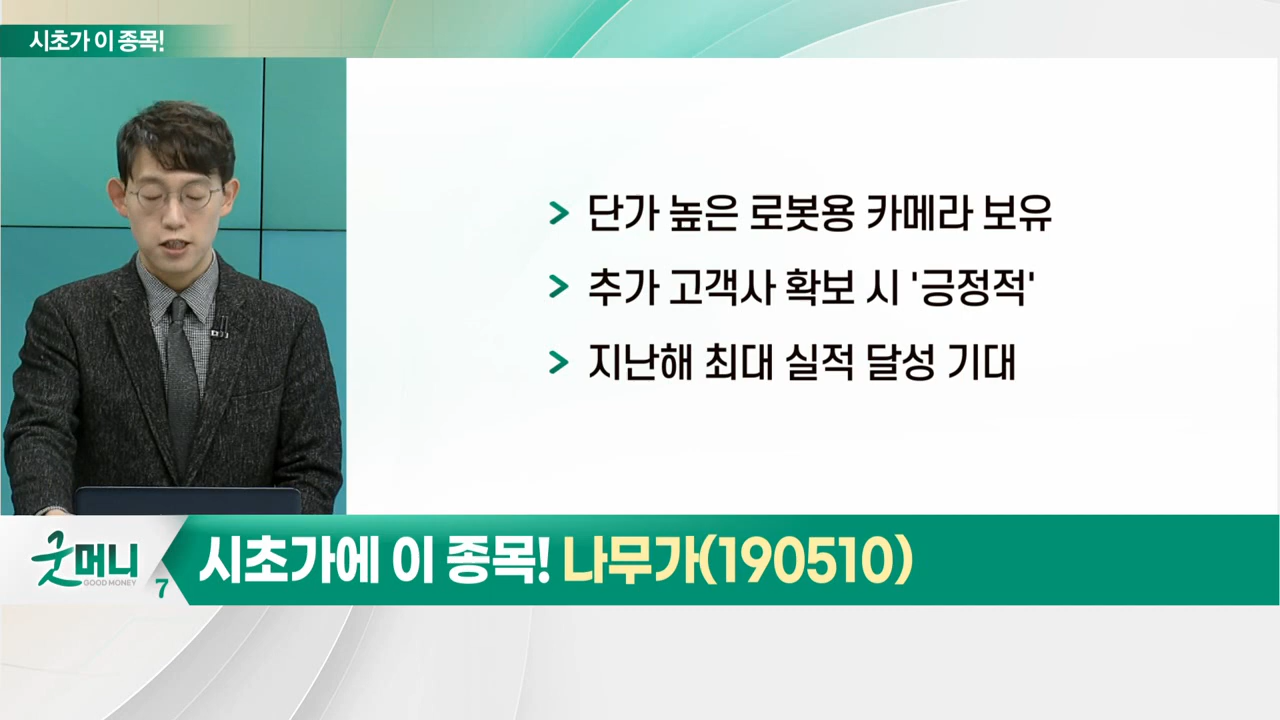 시초가 이 종목!
> 단가 높은 로봇용 카메라 보유
> 추가 고객사 확보 시 '긍정적'
> 지난해 최대 실적 달성 기대
굿머니
GOOD MONEY
7
시초가에 이 종목! 나무가(190510)